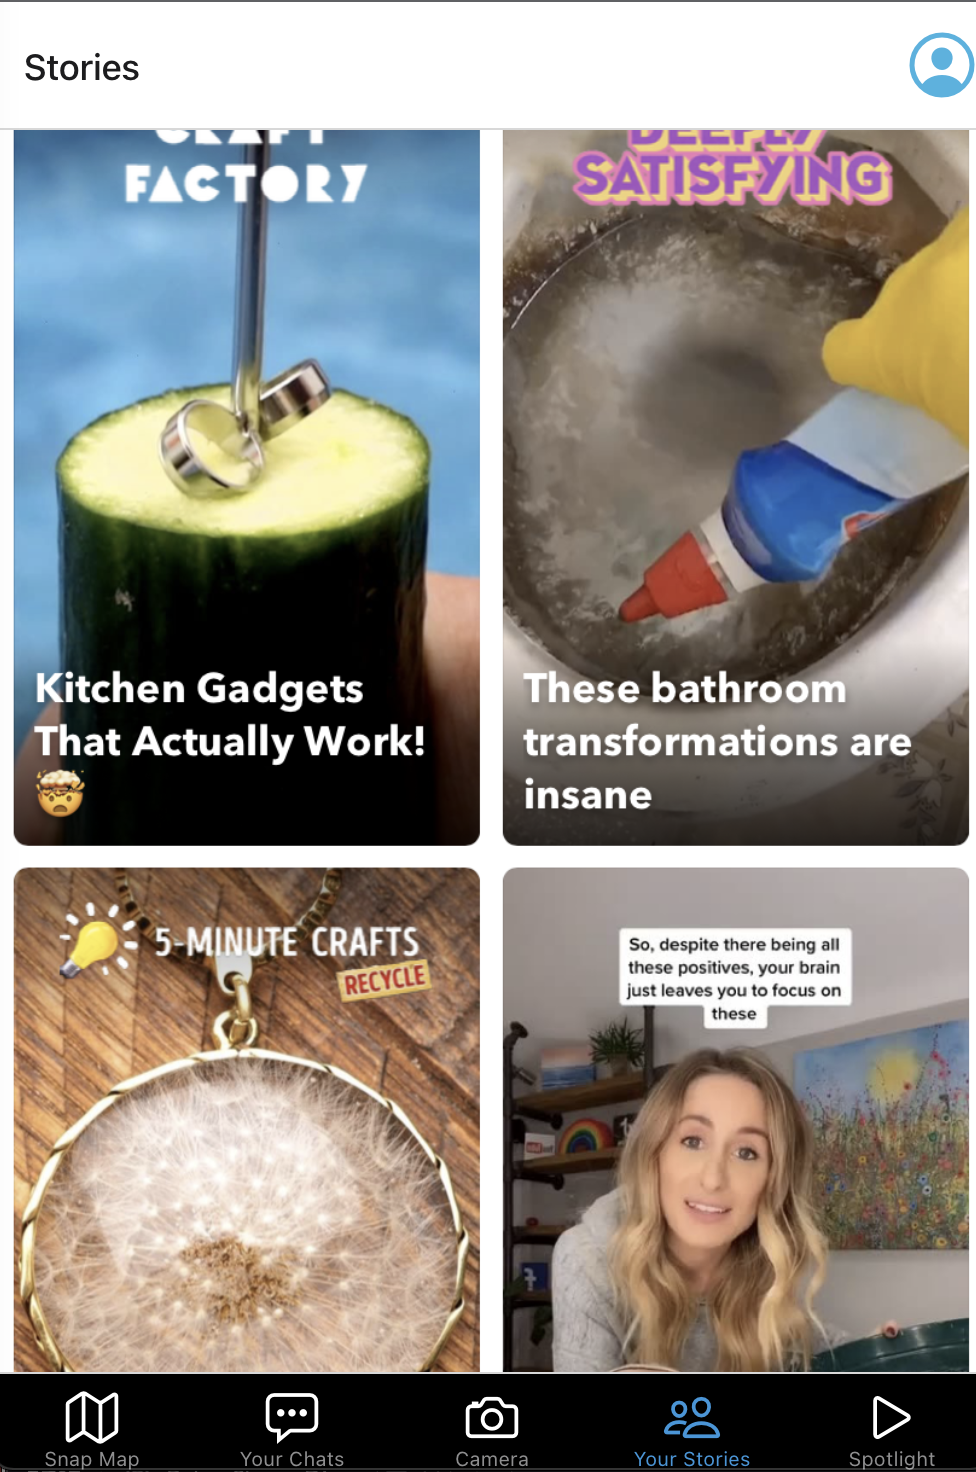 Stories
CRAFT
FACTORY
DEEPLY
SATISFYING
Kitchen Gadgets
That Actually Work!
🤯
These bathroom
transformations are
insane
5-MINUTE CRAFTS
RECYCLE
So, despite there being all
these positives, your brain
just leaves you to focus on
these
Snap Map
Your Chats
Camera
Your Stories
Spotlight